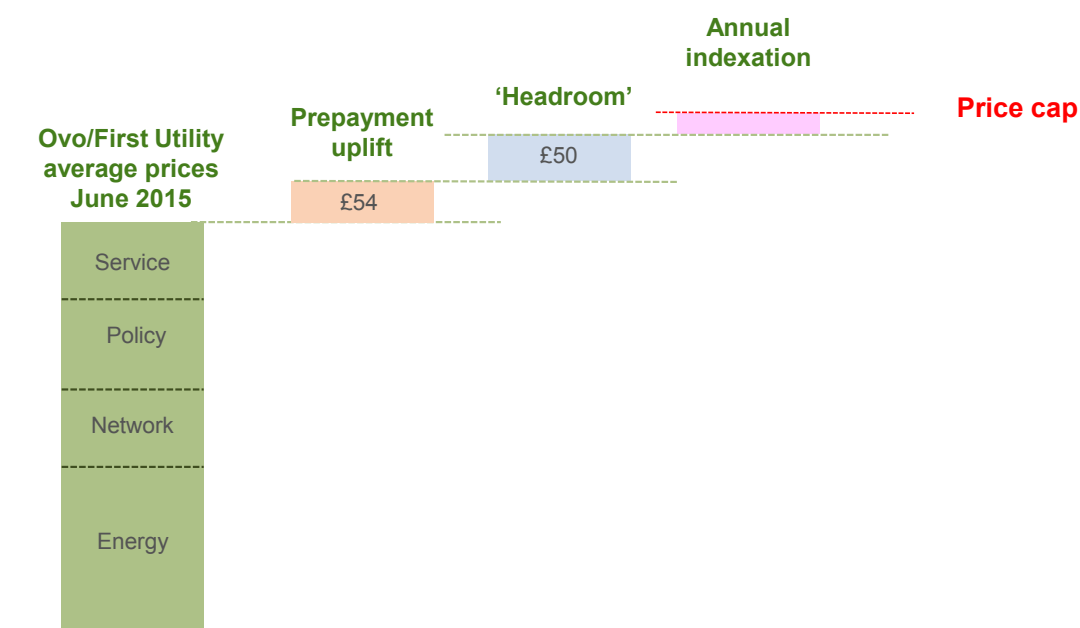 Annual
indexation
‘Headroom’
Price cap
Prepayment
uplift
Ovo/First Utility
average prices
June 2015
£50
£54
Service
Policy
Network
Energy